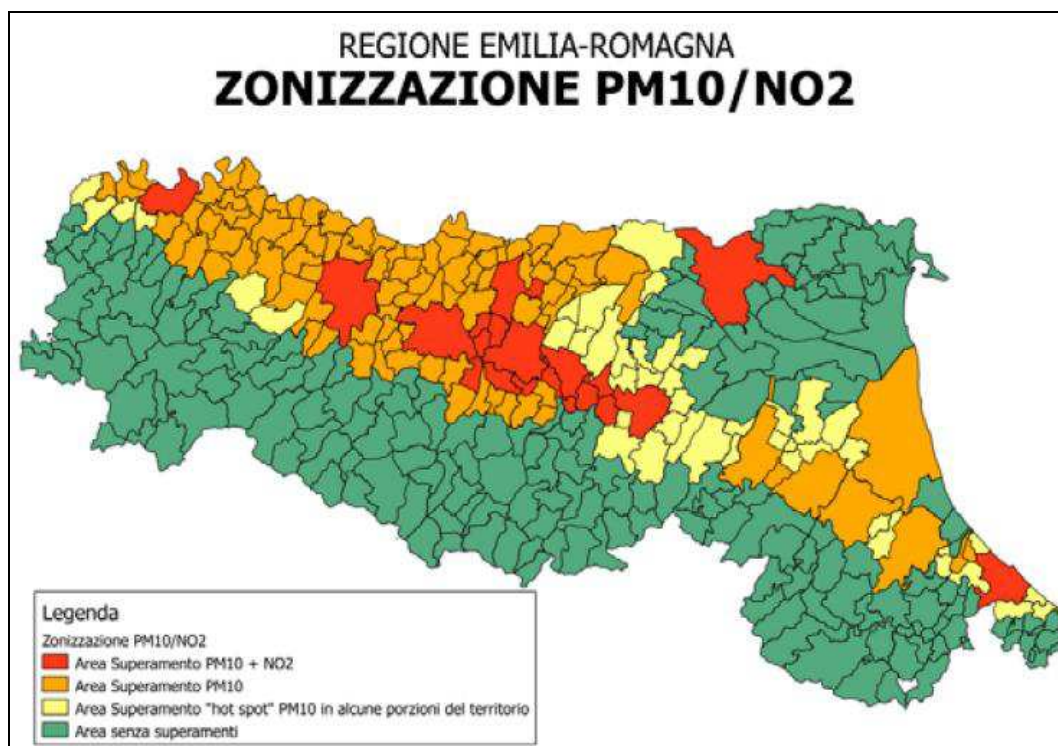 REGIONE EMILIA-ROMAGNA
ZONIZZAZIONE PM10/NO2
Legenda
Zonizzazione PM10/NO2
Area Superamento PM10 + NO2
Area Superamento PM10
Area Superamento "hot spot" PM10 in alcune porzioni del territorio
Area senza superamenti